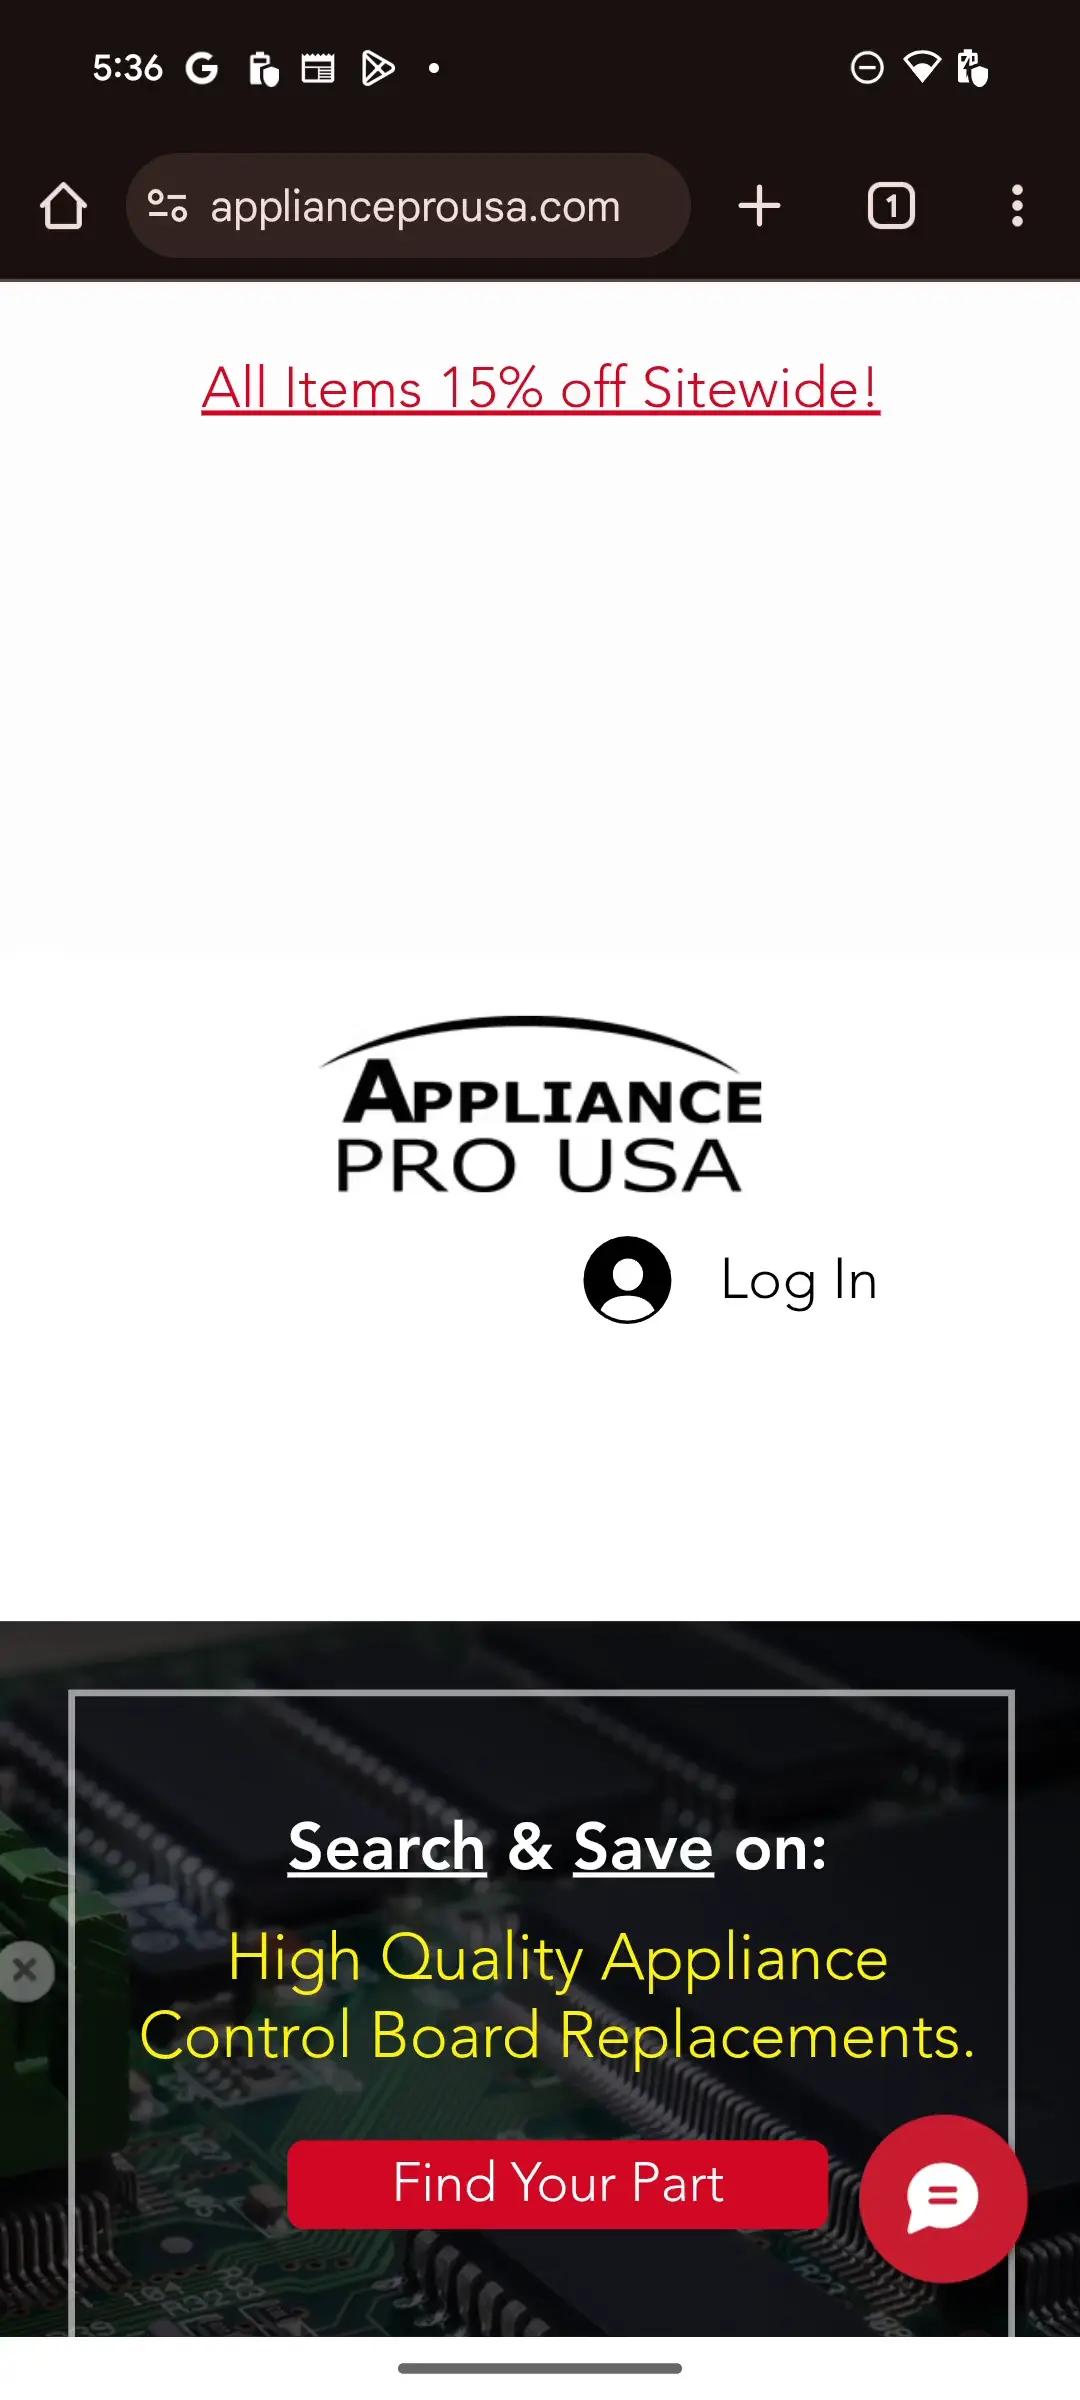 5:36
applianceprousa.com
1
All Items 15% off Sitewide!
APPLIANCE
PRO USA
Log In
Search & Save on:
High Quality Appliance
Control Board Replacements.
Find Your Part